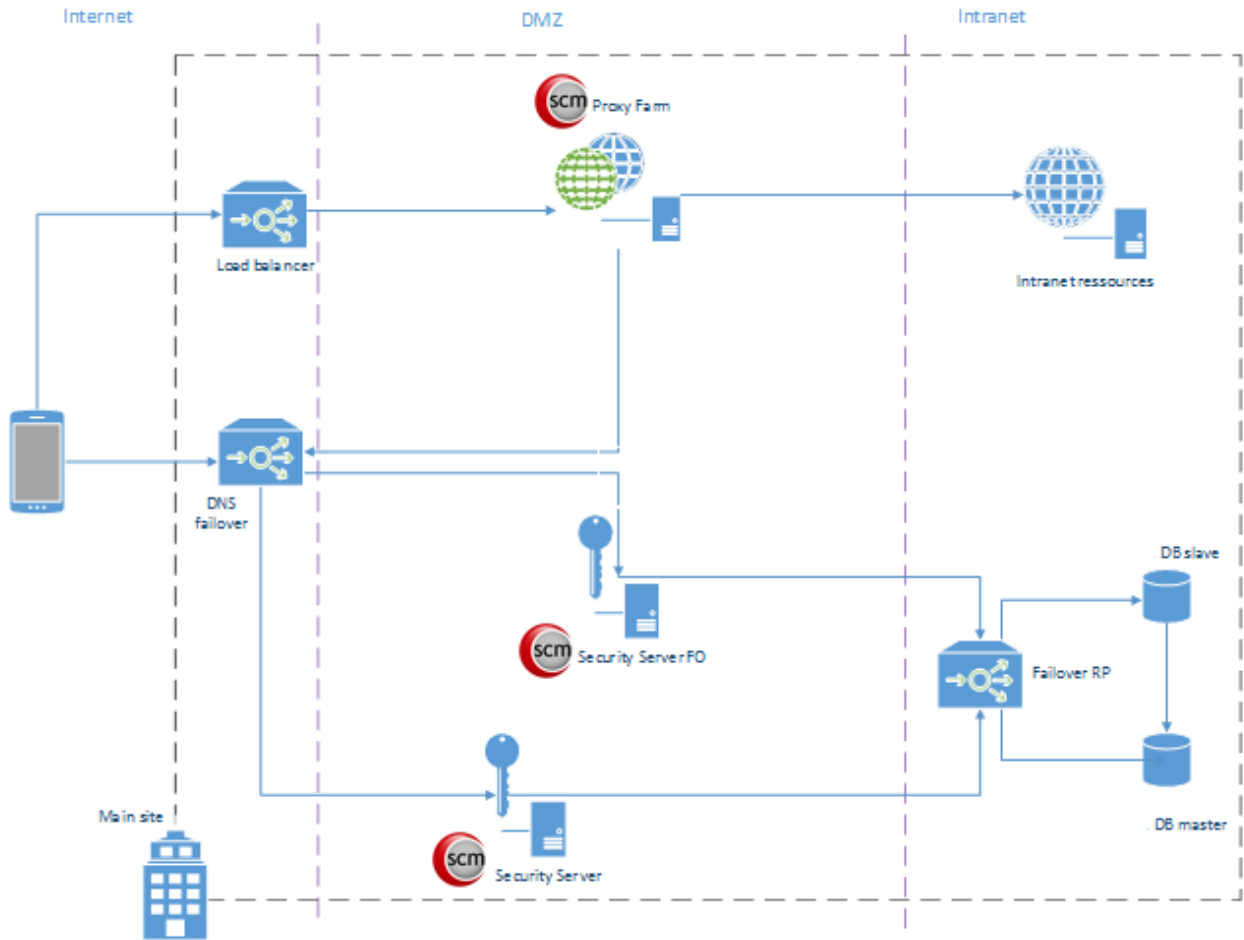 Internet
DMZ
Intranet
scm
Proxy Farm
Load balancer
Intranet ressources
DNS
failover
DB slave
scm
Security Server FO
Failover RP
Main site
DB master
scm
Security Server